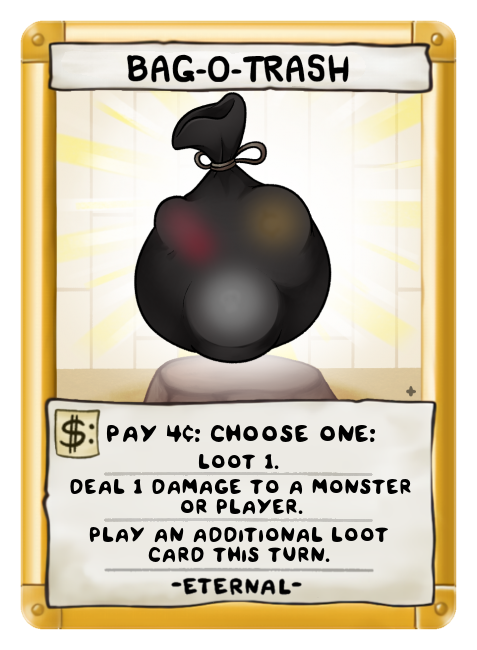 BAG-O-TRASH
$: PAY 4¢: CHOOSE ONE:
LOOT 1.
DEAL 1 DAMAGE TO A MONSTER
OR PLAYER.
PLAY AN ADDITIONAL LOOT
CARD THIS TURN.
-ETERNAL-